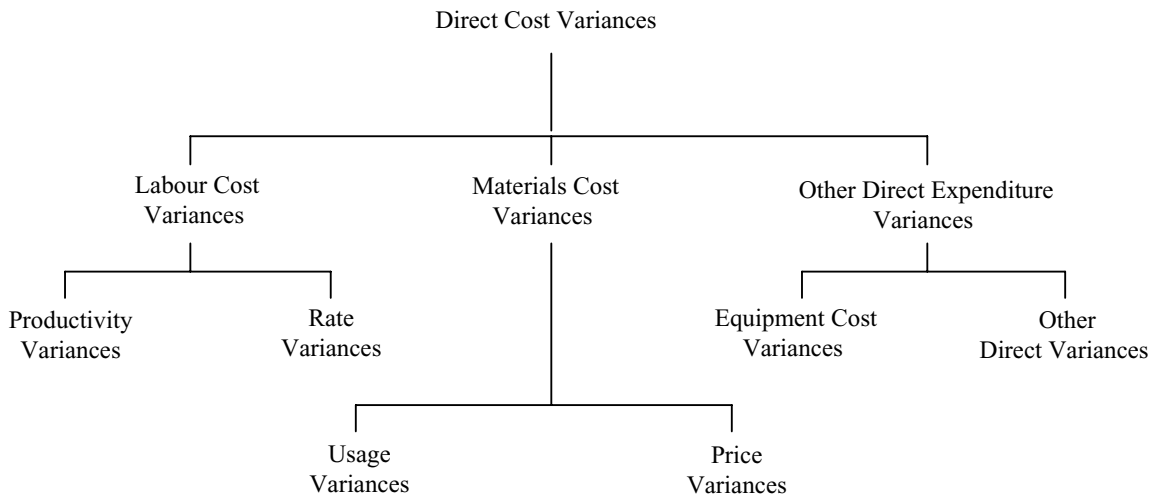 Direct Cost Variances
Labour Cost
Variances
Materials Cost
Variances
Other Direct Expenditure
Variances
Productivity
Variances
Rate
Variances
Equipment Cost
Variances
Other
Direct Variances
Usage
Variances
Price
Variances